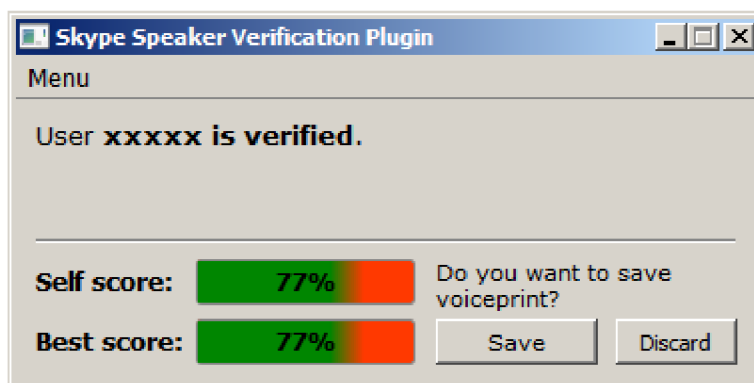 Skype Speaker Verification Plugin
Menu
User xxxxx is verified.
Self score: 77% Do you want to save
voiceprint?
Best score: 77% Save Discard